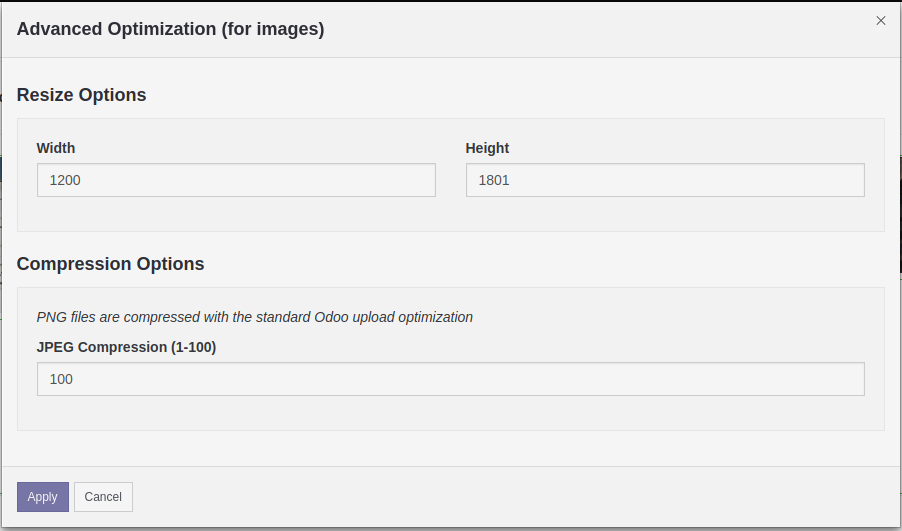 Advanced Optimization (for images)
×
Resize Options
Width
Height
1200
1801
Compression Options
PNG files are compressed with the standard Odoo upload optimization
JPEG Compression (1-100)
100
Apply
Cancel